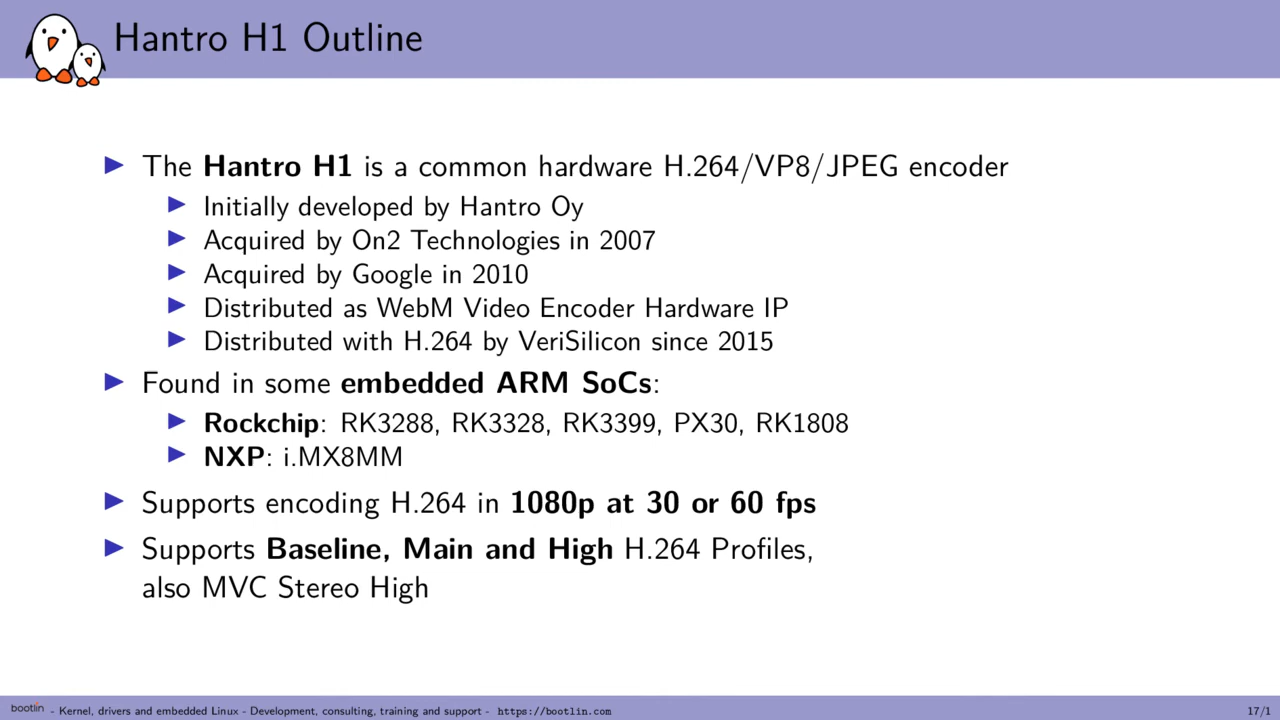 Hantro H1 Outline
The Hantro H1 is a common hardware H.264/VP8/JPEG encoder
Initially developed by Hantro Oy
Acquired by On2 Technologies in 2007
Acquired by Google in 2010
Distributed as WebM Video Encoder Hardware IP
Distributed with H.264 by VeriSilicon since 2015
Found in some embedded ARM SoCs:
Rockchip: RK3288, RK3328, RK3399, PX30, RK1808
NXP: i.MX8MM
Supports encoding H.264 in 1080p at 30 or 60 fps
Supports Baseline, Main and High H.264 Profiles,
also MVC Stereo High
bootlin - Kernel, drivers and embedded Linux - Development, consulting, training and support - https://bootlin.com 17/1